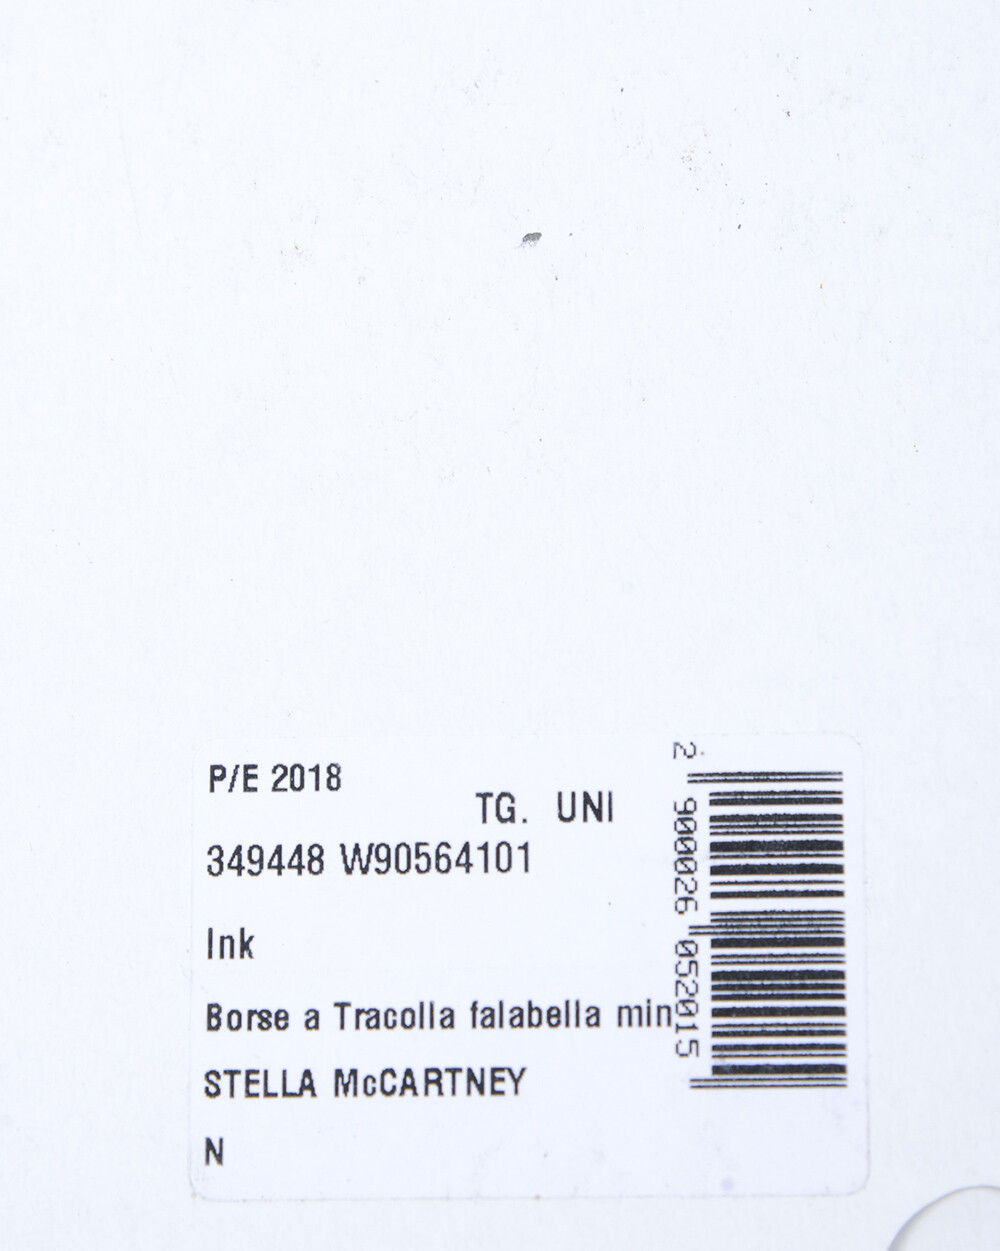 P/E 2018
TG. UNI
349448 W90564101
Ink
Borse a Tracolla falabella min
STELLA McCARTNEY
N
2 900026 052015